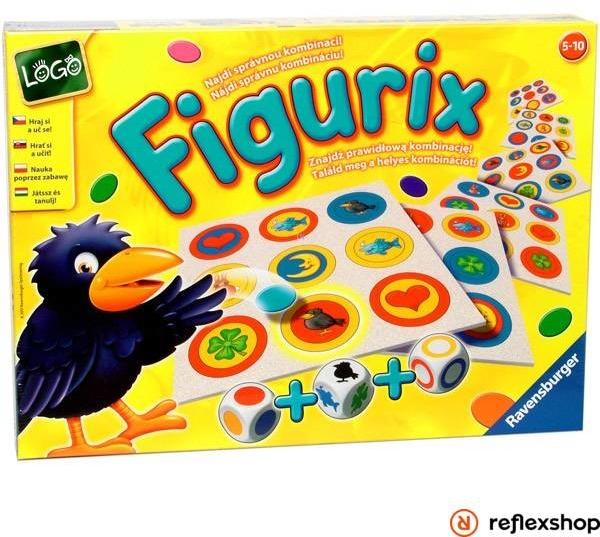 LOGO
Najdi správnou kombinaci!
Nájdi správnu kombináciu!
5-10
Figurix
Hraj si
a uč se!
Hrať si
a učiť!
Nauka
poprzez zabawę
Játssz és
tanulj!
Znajdź prawidłową kombinację!
Találd meg a helyes kombinációt!
Ravensburger
reflexshop